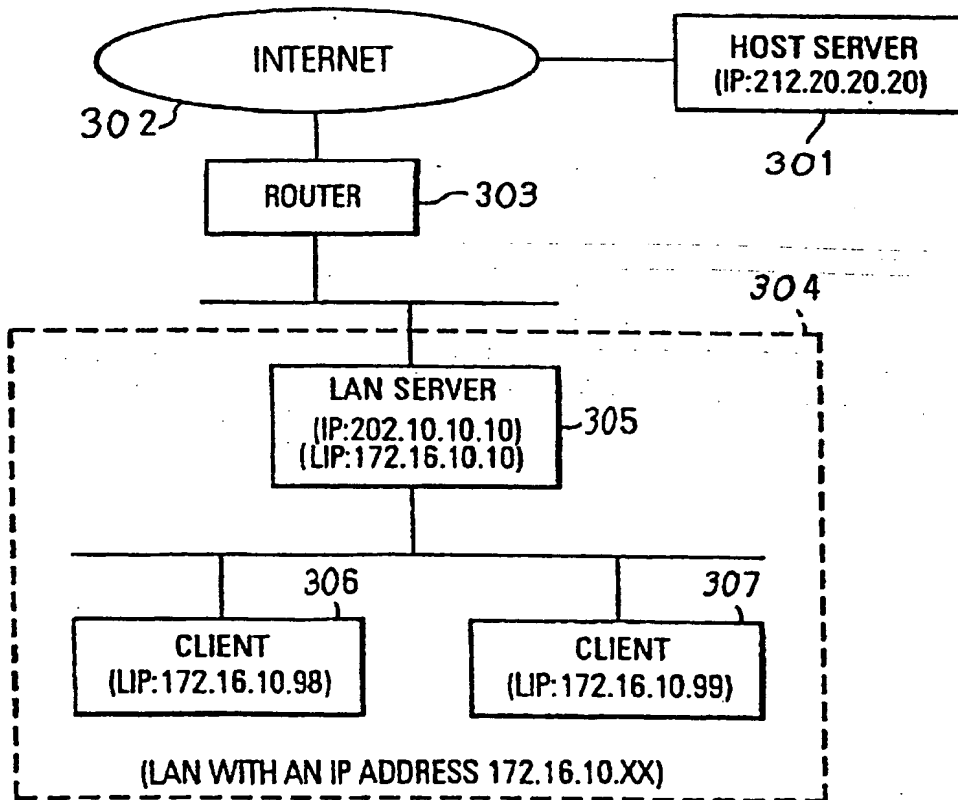 INTERNET
HOST SERVER
(IP:212.20.20.20)
302
301
ROUTER
303
304
LAN SERVER
(IP:202.10.10.10)
(LIP:172.16.10.10)
305
306
307
CLIENT
(LIP:172.16.10.98)
CLIENT
(LIP:172.16.10.99)
(LAN WITH AN IP ADDRESS 172.16.10.XX)